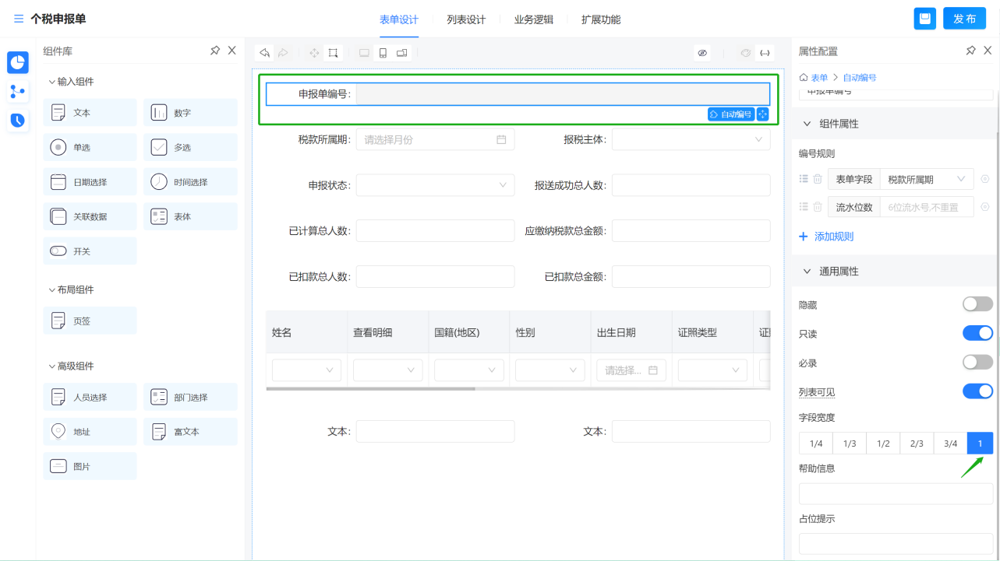 个税申报单
表单设计
列表设计
业务逻辑
扩展功能
发布
组件库
输入组件
文本
数字
单选
多选
日期选择
时间选择
关联数据
表体
开关
布局组件
页签
高级组件
人员选择
部门选择
地址
富文本
图片
申报单编号:
自动编号
税款所属期: 请选择月份
报税主体:
申报状态:
报送成功总人数:
已计算总人数:
应缴纳税款总金额:
已扣款总人数:
已扣款总金额:
姓名 查看明细 国籍(地区) 性别 出生日期 证照类型
请选择...
文本:
文本:
属性配置
表单 > 自动编号
申报单编号
组件属性
编号规则
表单字段 税款所属期
流水位数 6位流水号,不重置
+ 添加规则
通用属性
隐藏
只读
必录
列表可见
字段宽度
1/4 1/3 1/2 2/3 3/4 1
帮助信息
占位提示